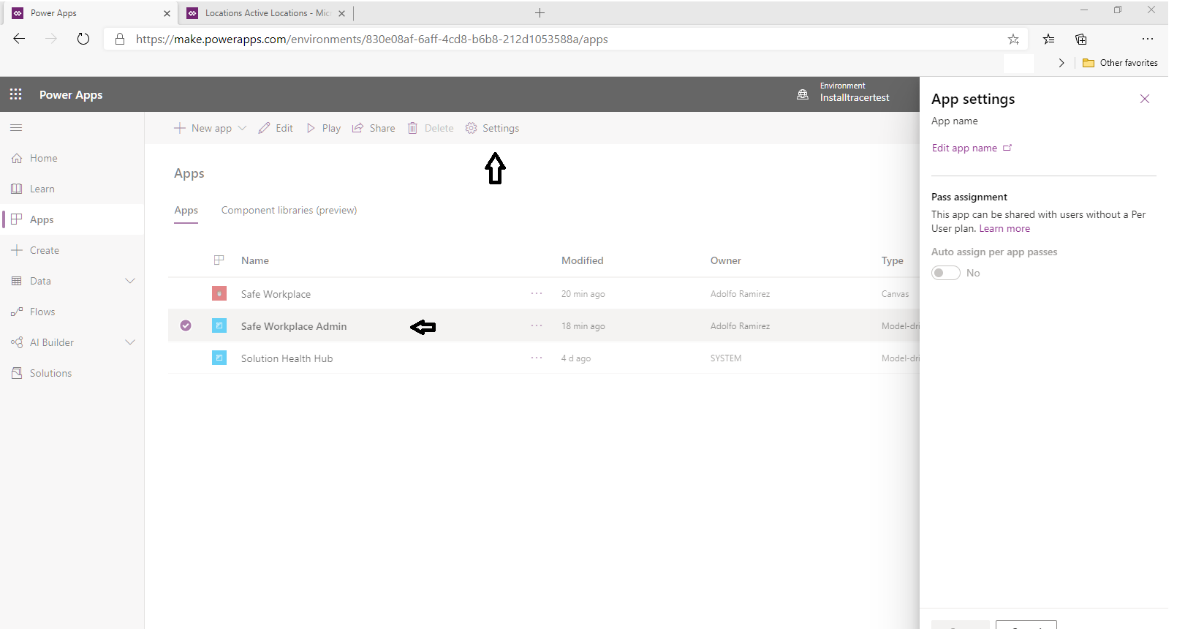 Power Apps
Locations Active Locations - Mic
https://make.powerapps.com/environments/830e08af-6aff-4cd8-b6b8-212d1053588a/apps
Other favorites
Power Apps
Environment
Installtracertest
New app
Edit
Play
Share
Delete
Settings
Home
Learn
Apps
Create
Data
Flows
AI Builder
Solutions
Apps
Apps
Component libraries (preview)
Name
Modified
Owner
Type
Safe Workplace
20 min ago
Adolfo Ramirez
Canvas
Safe Workplace Admin
18 min ago
Adolfo Ramirez
Model-dri
Solution Health Hub
4 d ago
SYSTEM
Model-dri
App settings
App name
Edit app name
Pass assignment
This app can be shared with users without a Per
User plan. Learn more
Auto assign per app passes
No